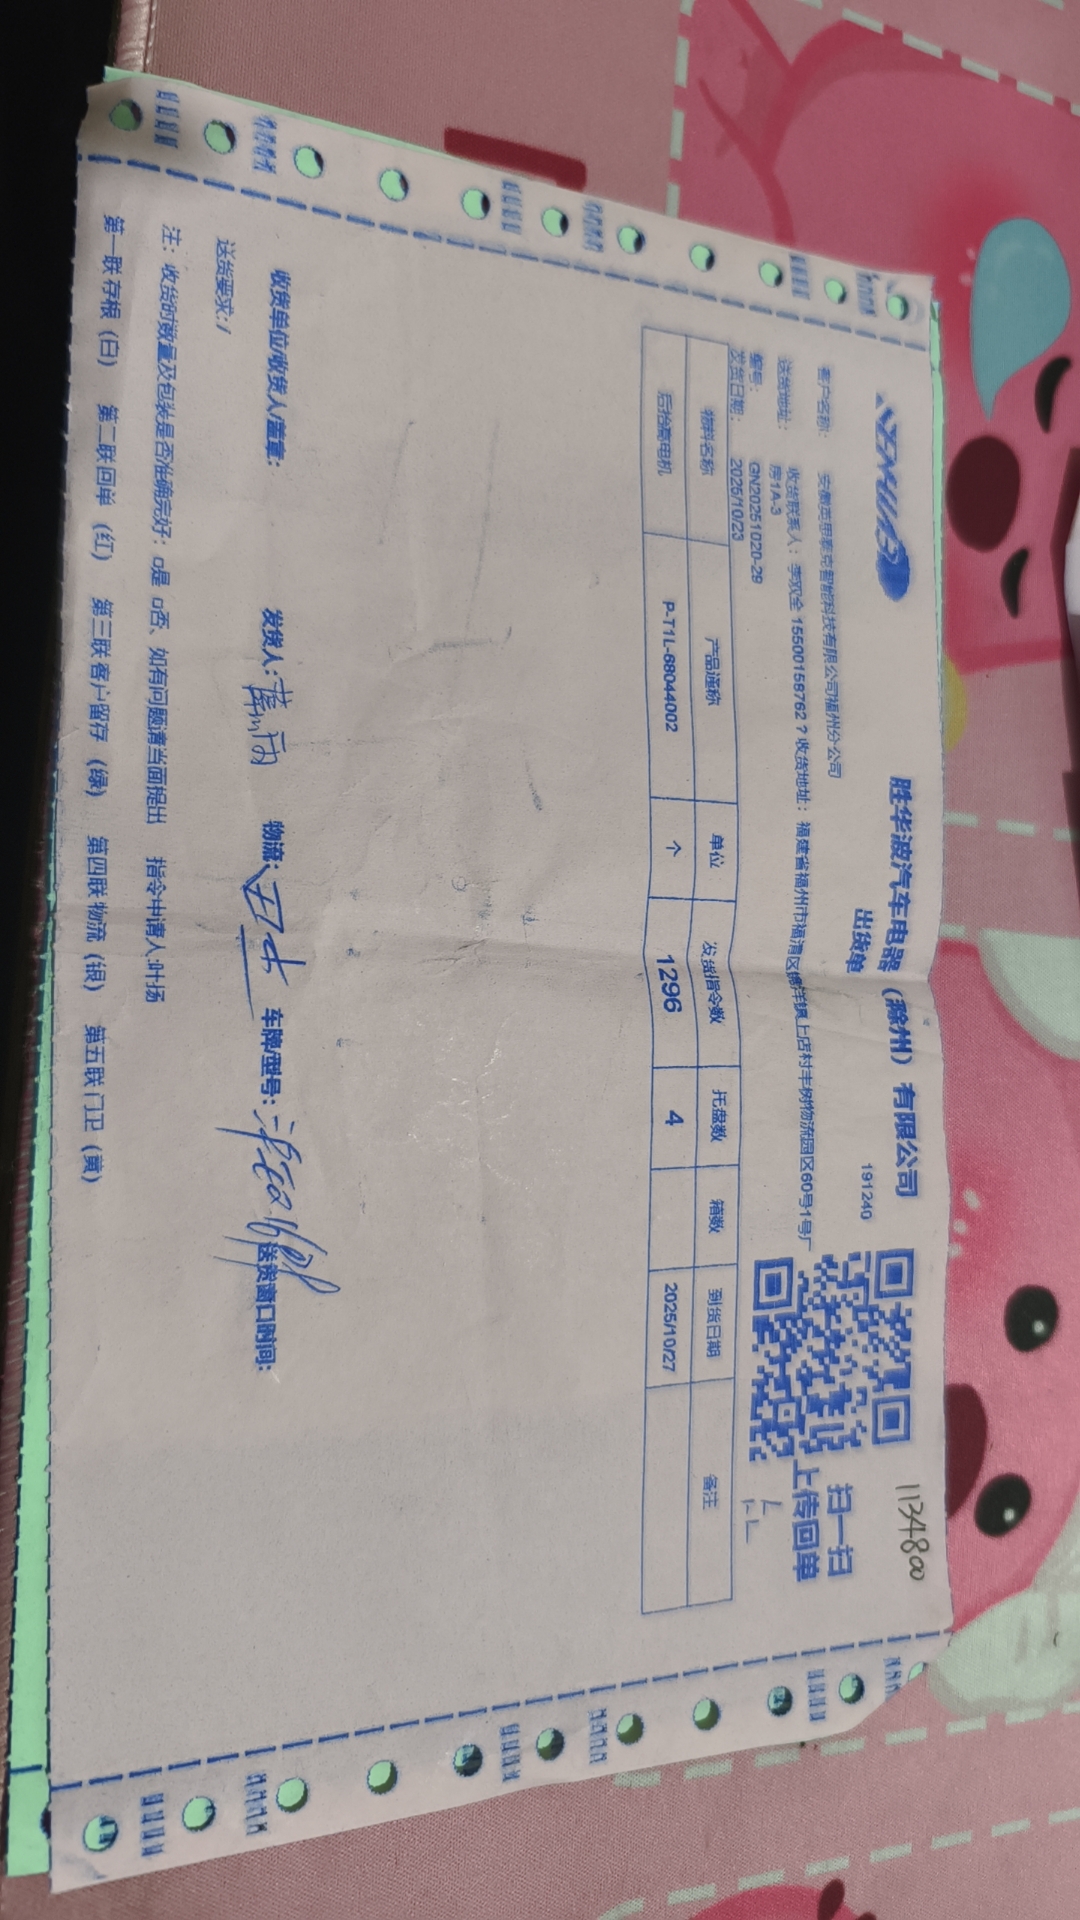 胜华波汽车电器（滁州）有限公司
1134800
出货单
191240
扫一扫
上传回单
客户名称： 安徽英思泰克智能科技有限公司福州分公司
送货地址： 收货联系人：李双全 15500158762？收货地址：福建省福州市福清区镜洋镇上店村丰树物流园区60号1号厂
房1A-3
编号： GN20251020-29
发货日期： 2025/10/23
物料名称 产品通称 单位 发货指令数 托盘数 箱数 到货日期 备注
后抬高电机 P-T1L-68044002 个 1296 4 2025/10/27
收货单位/收货人/盖章： 发货人： 物流： 车牌/型号： 送货窗口时间：
送货要求:/
注：收货时数量及包装是否准确完好：□是 □否、如有问题请当面提出 指令申请人:叶扬
第一联存根（白） 第二联回单（红） 第三联客户留存（绿） 第四联物流（银） 第五联门卫（黄）